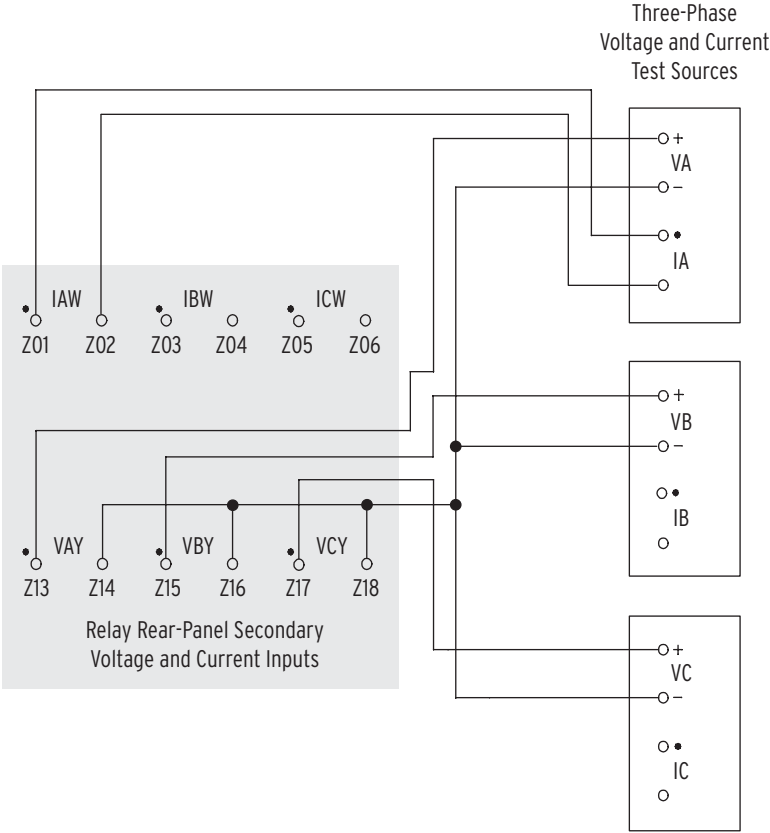 Three-Phase
Voltage and Current
Test Sources
+
VA
–
IA
IAW IBW ICW
Z01 Z02 Z03 Z04 Z05 Z06
+
VB
–
IB
VAY VBY VCY
Z13 Z14 Z15 Z16 Z17 Z18
Relay Rear-Panel Secondary
Voltage and Current Inputs
+
VC
–
IC